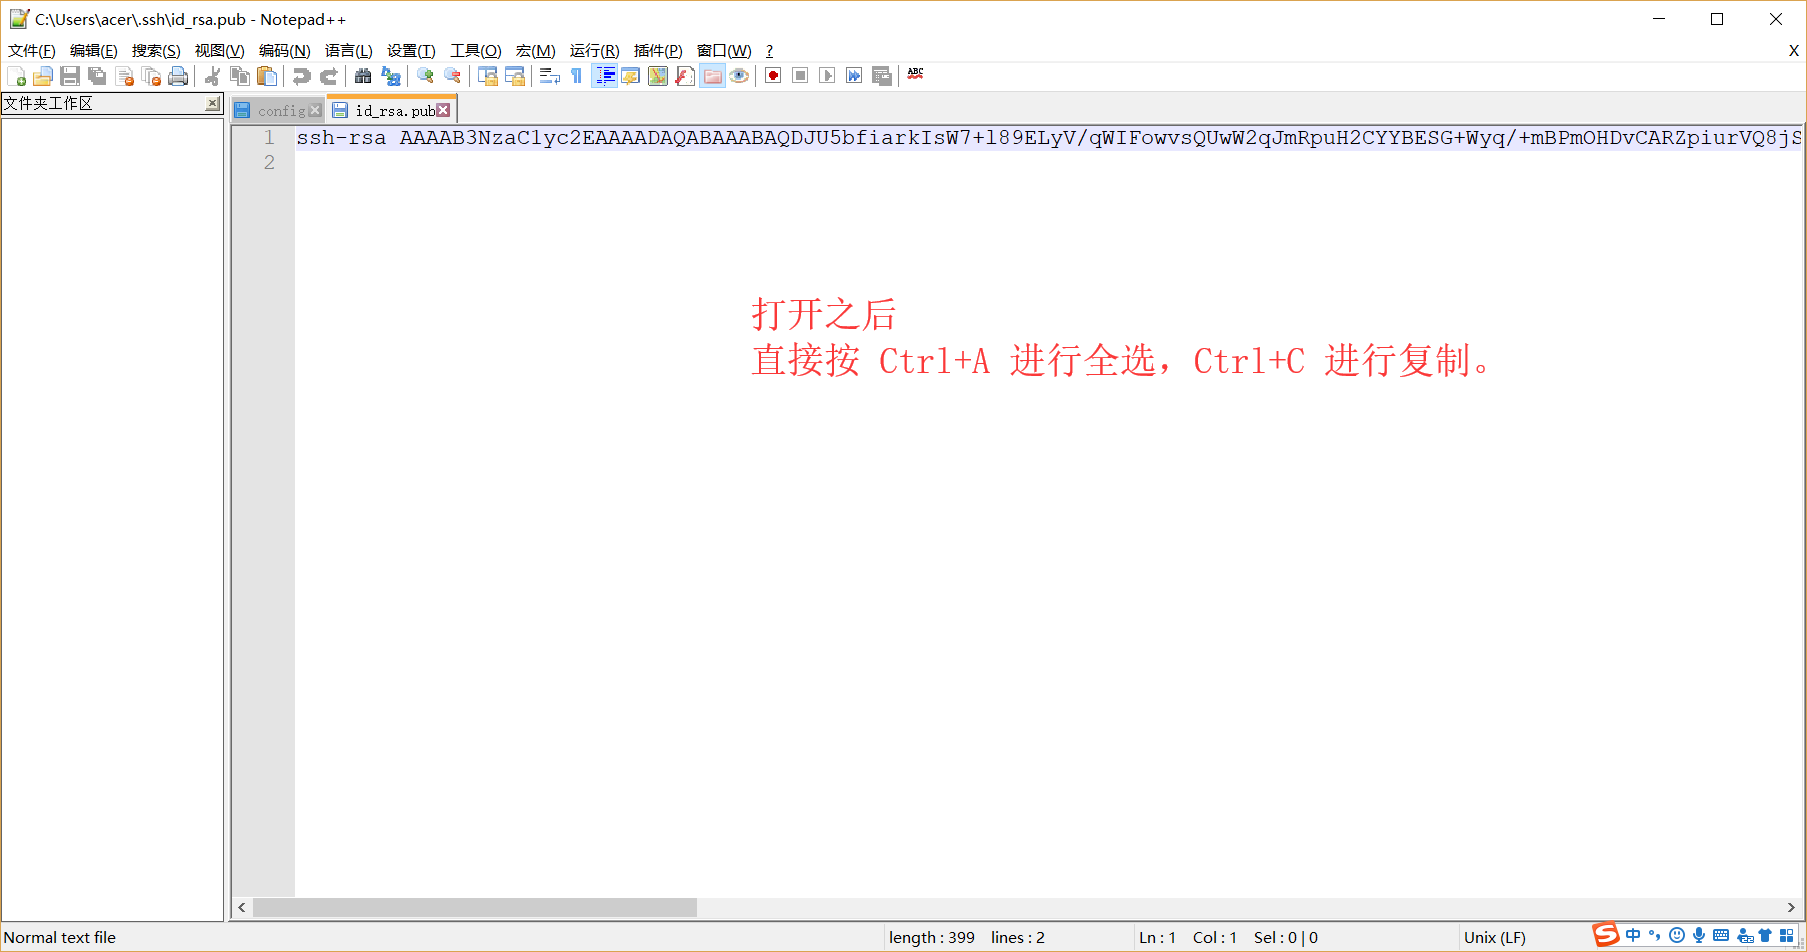 C:\Users\acer\.ssh\id_rsa.pub - Notepad++
文件(F) 编辑(E) 搜索(S) 视图(V) 编码(N) 语言(L) 设置(T) 工具(O) 宏(M) 运行(R) 插件(P) 窗口(W) ? X
ABC
文件夹工作区
config id_rsa.pub
1 ssh-rsa AAAAB3NzaC1yc2EAAAADAQABAAABAQDJU5bfiarkIsW7+l89ELyV/qWIFowvsQUwW2qJmRpuH2CYYBESG+Wyq/+mBPmOHDvCARZpiurVQ8jS
2
打开之后
直接按 Ctrl+A 进行全选，Ctrl+C 进行复制。
Normal text file length : 399 lines : 2 Ln : 1 Col : 1 Sel : 0 | 0 Unix (LF) S 中